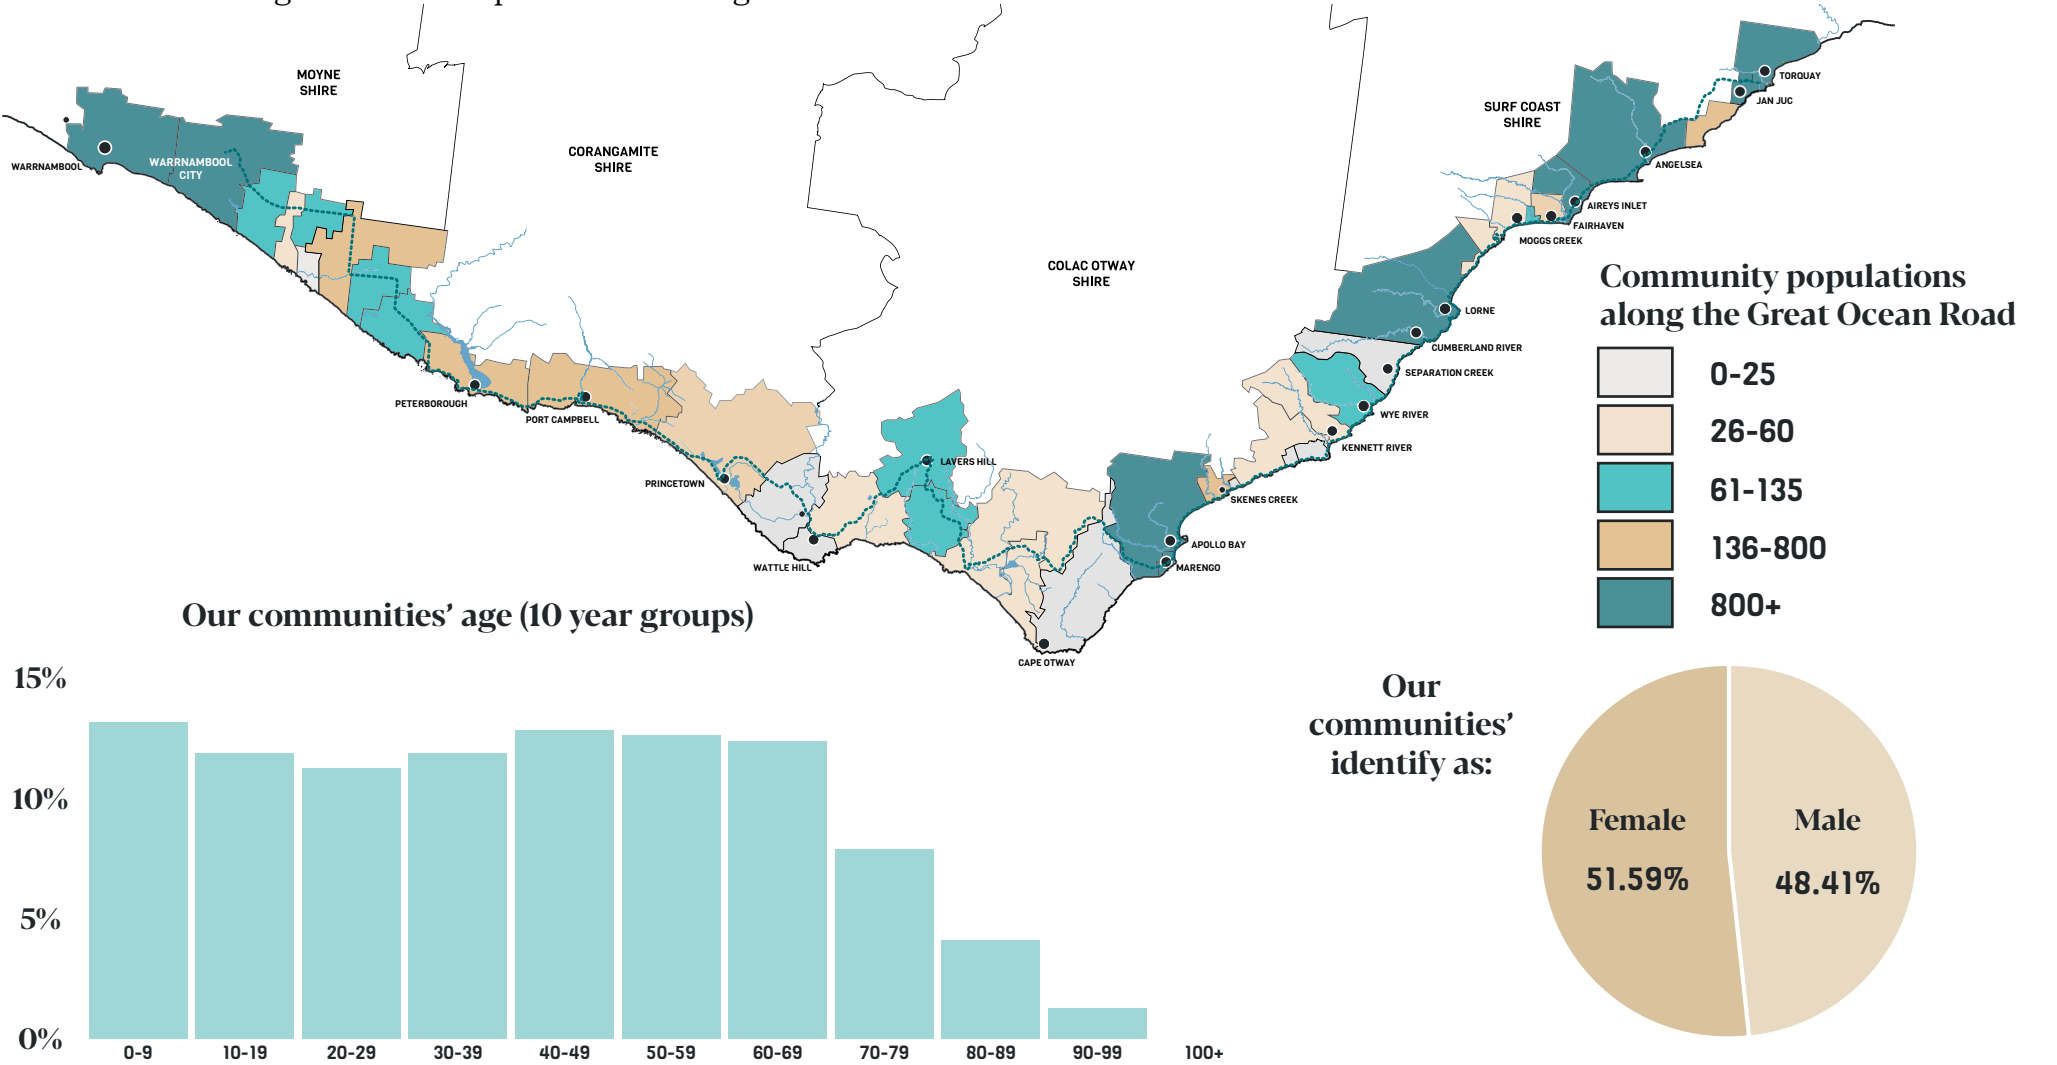 MOYNE
SHIRE
CORANGAMITE
SHIRE
COLAC OTWAY
SHIRE
SURF COAST
SHIRE
WARRNAMBOOL
WARRNAMBOOL
CITY
PETERBOROUGH
PORT CAMPBELL
PRINCETOWN
WATTLE HILL
LAVERS HILL
CAPE OTWAY
MARENGO
APOLLO BAY
SKENES CREEK
KENNETT RIVER
WYE RIVER
SEPARATION CREEK
CUMBERLAND RIVER
LORNE
MOGGS CREEK
FAIRHAVEN
AIREYS INLET
ANGELSEA
JAN JUC
TORQUAY
Community populations
along the Great Ocean Road
0-25
26-60
61-135
136-800
800+
Our communities’ age (10 year groups)
15%
10%
5%
0%
0-9
10-19
20-29
30-39
40-49
50-59
60-69
70-79
80-89
90-99
100+
Our
communities’
identify as:
Female
51.59%
Male
48.41%